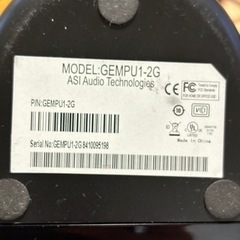 MODEL:GEMPU1-2G
ASI Audio Technologies
P/N:GEMPU1-2G
Serial No:GEMPU1-2G 8410095198
Made in China